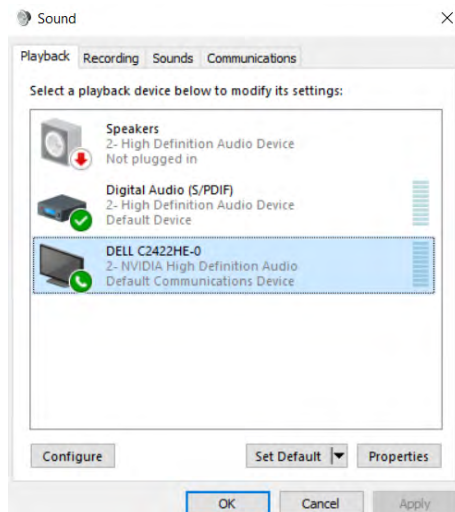 Sound
Playback Recording Sounds Communications
Select a playback device below to modify its settings:
Speakers
2- High Definition Audio Device
Not plugged in
Digital Audio (S/PDIF)
2- High Definition Audio Device
Default Device
DELL C2422HE-0
2- NVIDIA High Definition Audio
Default Communications Device
Configure Set Default Properties
OK Cancel Apply